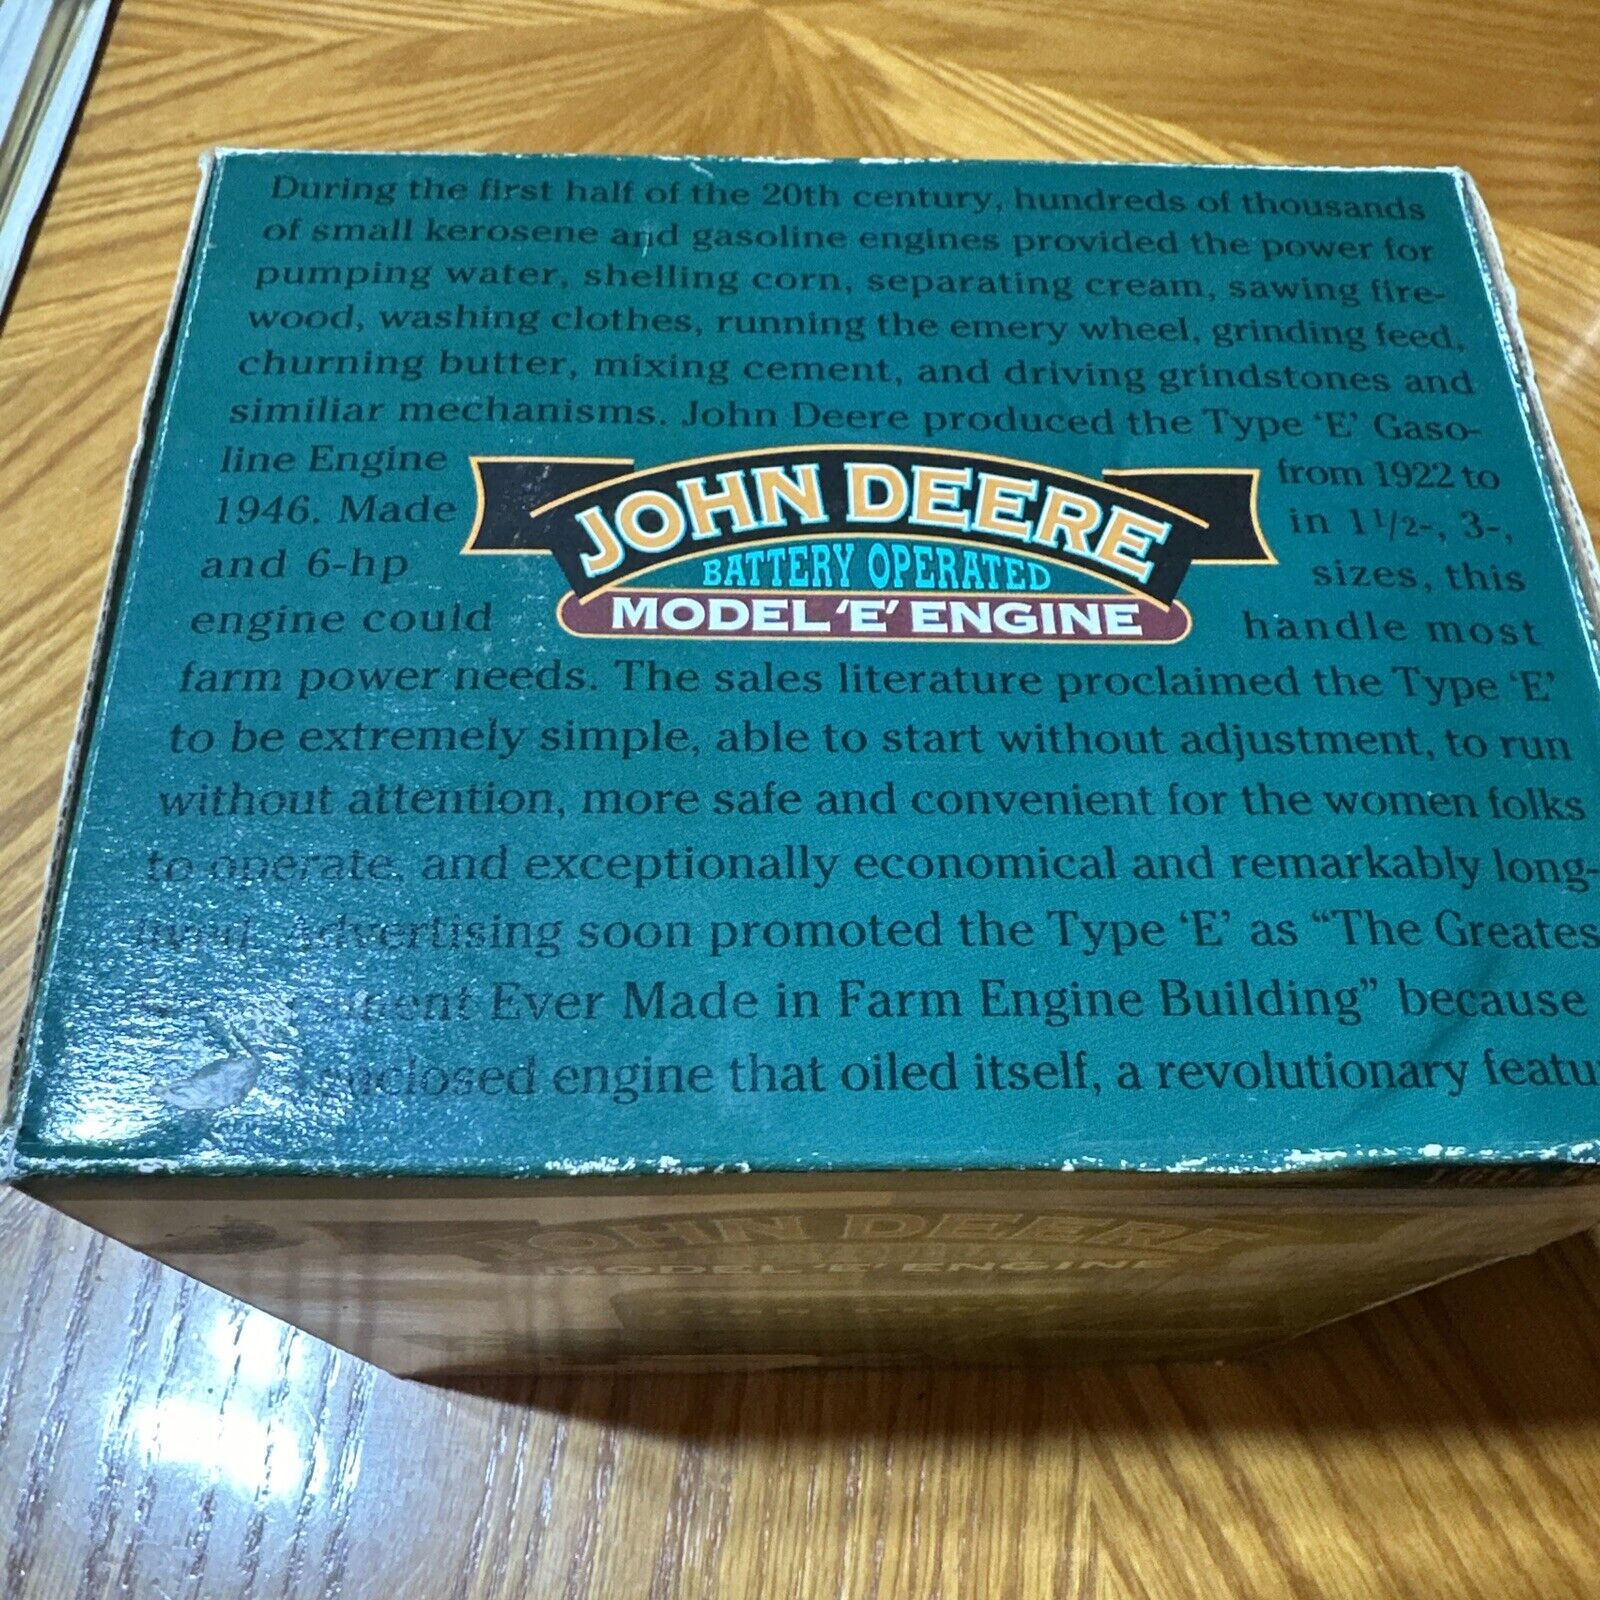 During the first half of the 20th century, hundreds of thousands
of small kerosene and gasoline engines provided the power for
pumping water, shelling corn, separating cream, sawing fire-
wood, washing clothes, running the emery wheel, grinding feed,
churning butter, mixing cement, and driving grindstones and
similiar mechanisms. John Deere produced the Type ‘E’ Gaso-
line Engine from 1922 to
1946. Made in 1 1/2-, 3-,
and 6-hp sizes, this
engine could handle most
JOHN DEERE
BATTERY OPERATED
MODEL ‘E’ ENGINE
farm power needs. The sales literature proclaimed the Type ‘E’
to be extremely simple, able to start without adjustment, to run
without attention, more safe and convenient for the women folks
to operate, and exceptionally economical and remarkably long-
Advertising soon promoted the Type ‘E’ as “The Greates
Ever Made in Farm Engine Building” because
enclosed engine that oiled itself, a revolutionary featu
JOHN DEERE
MODEL ‘E’ ENGINE